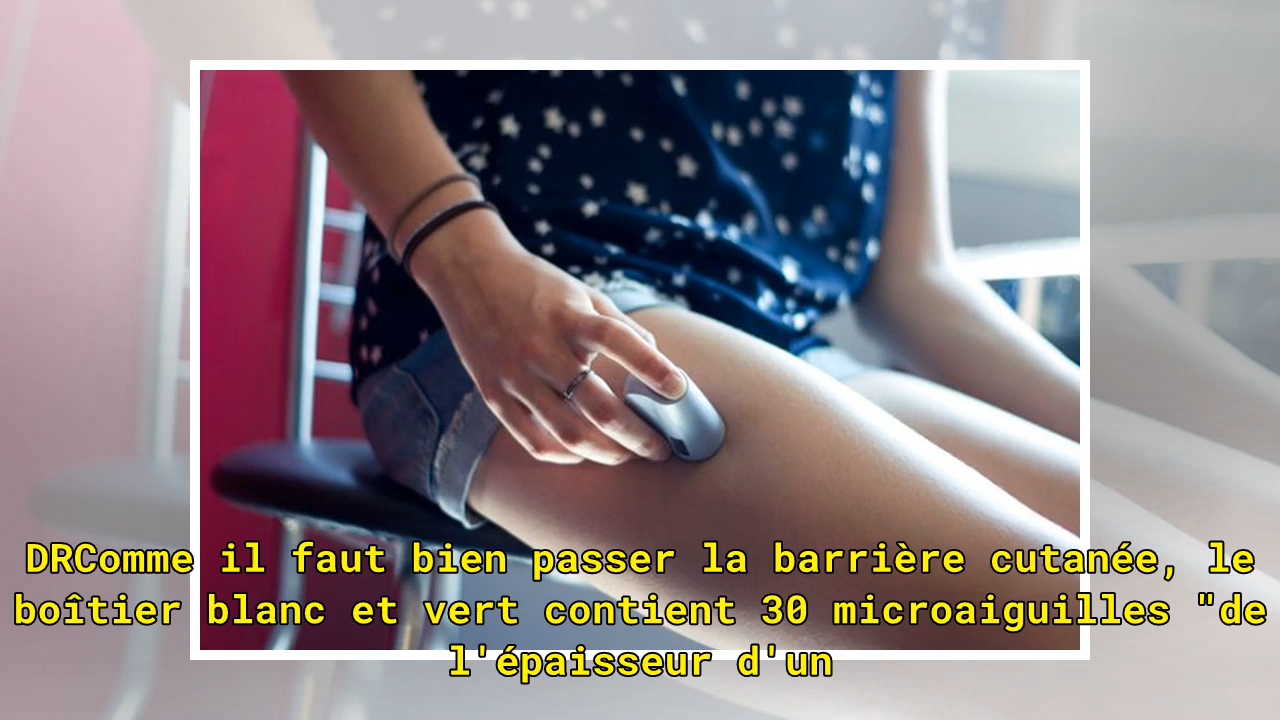 DRComme il faut bien passer la barrière cutanée, le
boîtier blanc et vert contient 30 microaiguilles "de
l'épaisseur d'un